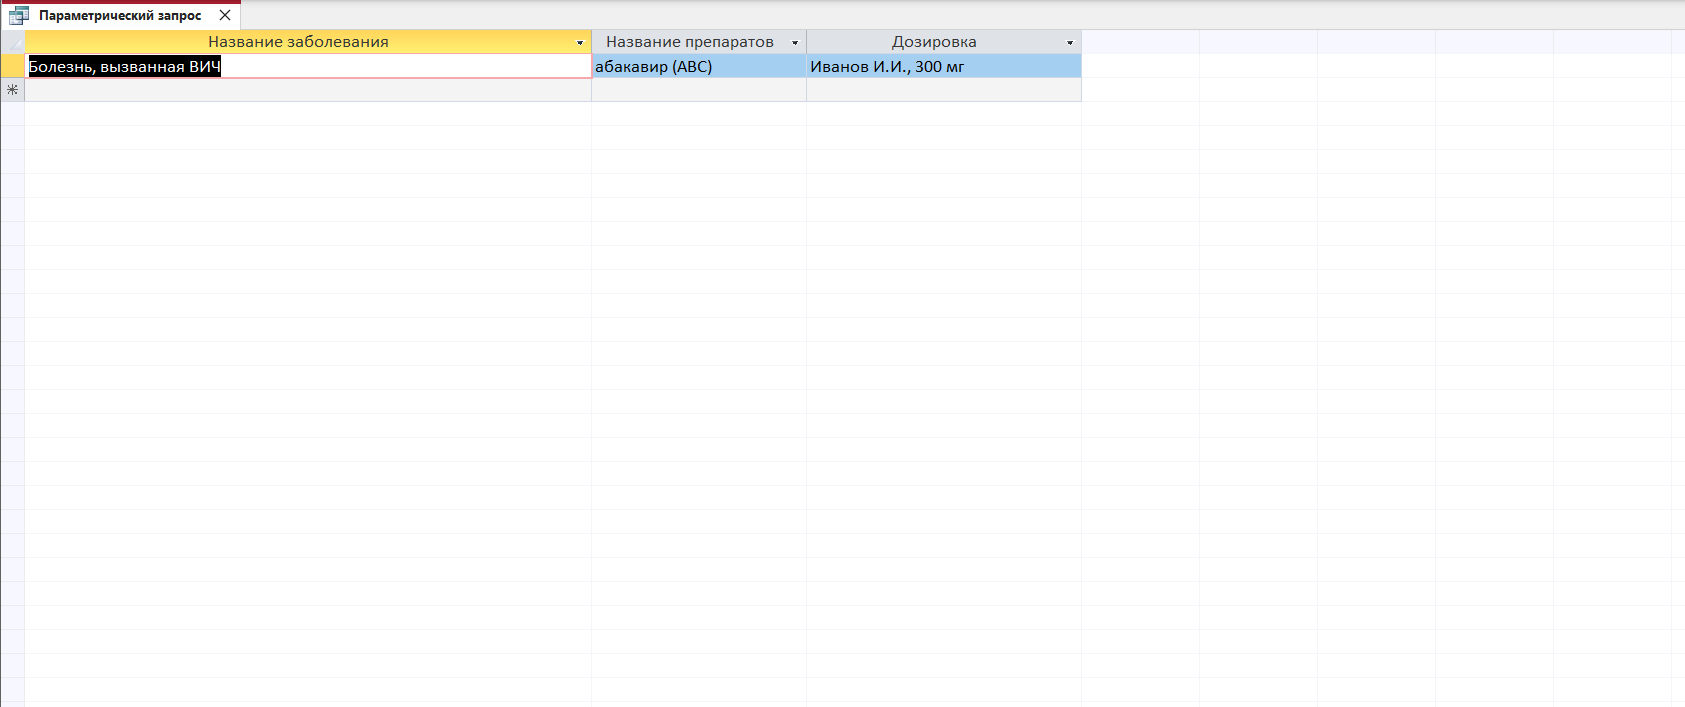 Параметрический запрос
Название заболевания Название препаратов Дозировка
Болезнь, вызванная ВИЧ абакавир (ABC) Иванов И.И., 300 мг